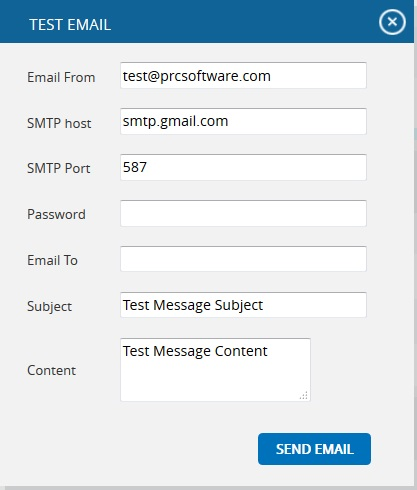 TEST EMAIL
Email From test@prcsoftware.com
SMTP host smtp.gmail.com
SMTP Port 587
Password
Email To
Subject Test Message Subject
Content Test Message Content
SEND EMAIL